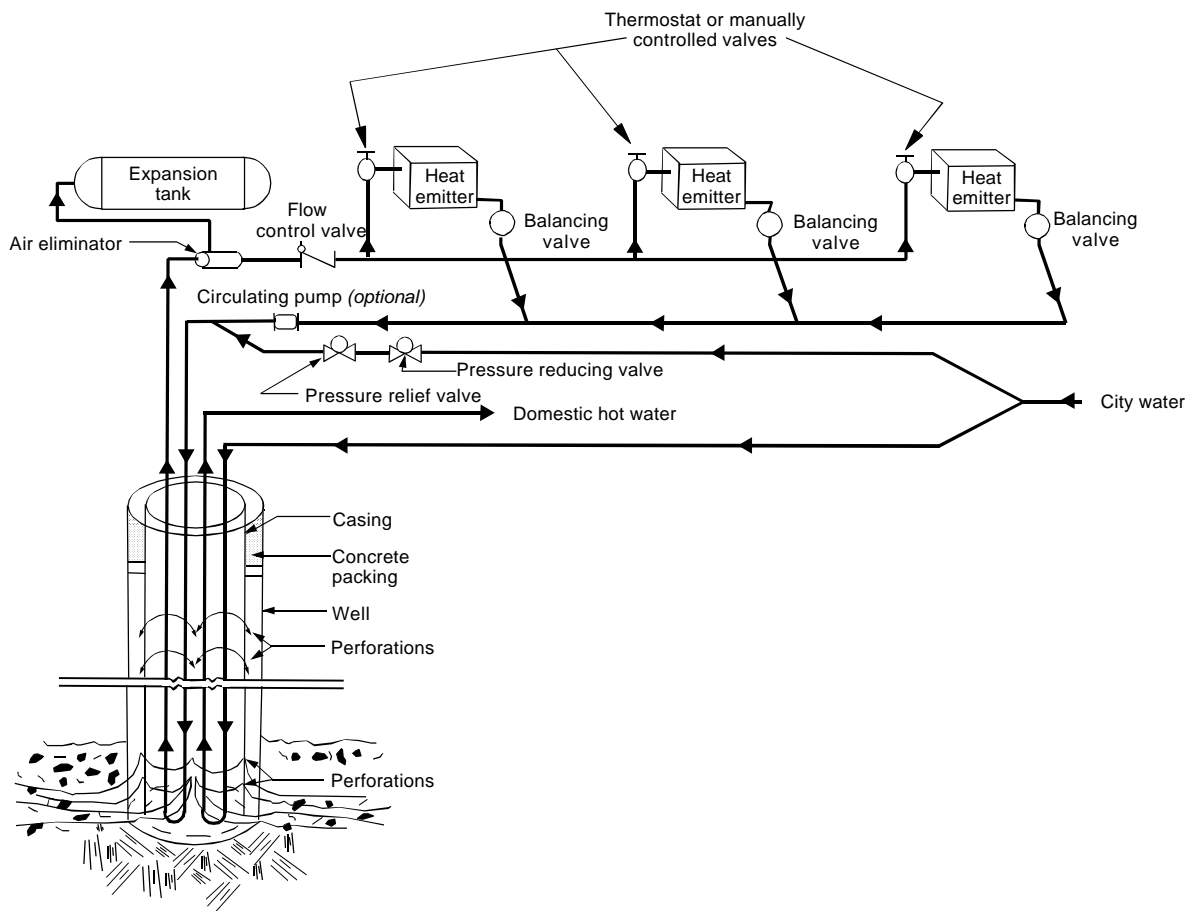 Thermostat or manually
controlled valves
Expansion
tank
Heat
emitter
Heat
emitter
Heat
emitter
Flow
control valve
Balancing
valve
Balancing
valve
Balancing
valve
Air eliminator
Circulating pump (optional)
Pressure reducing valve
Pressure relief valve
City water
Domestic hot water
Casing
Concrete
packing
Well
Perforations
Perforations